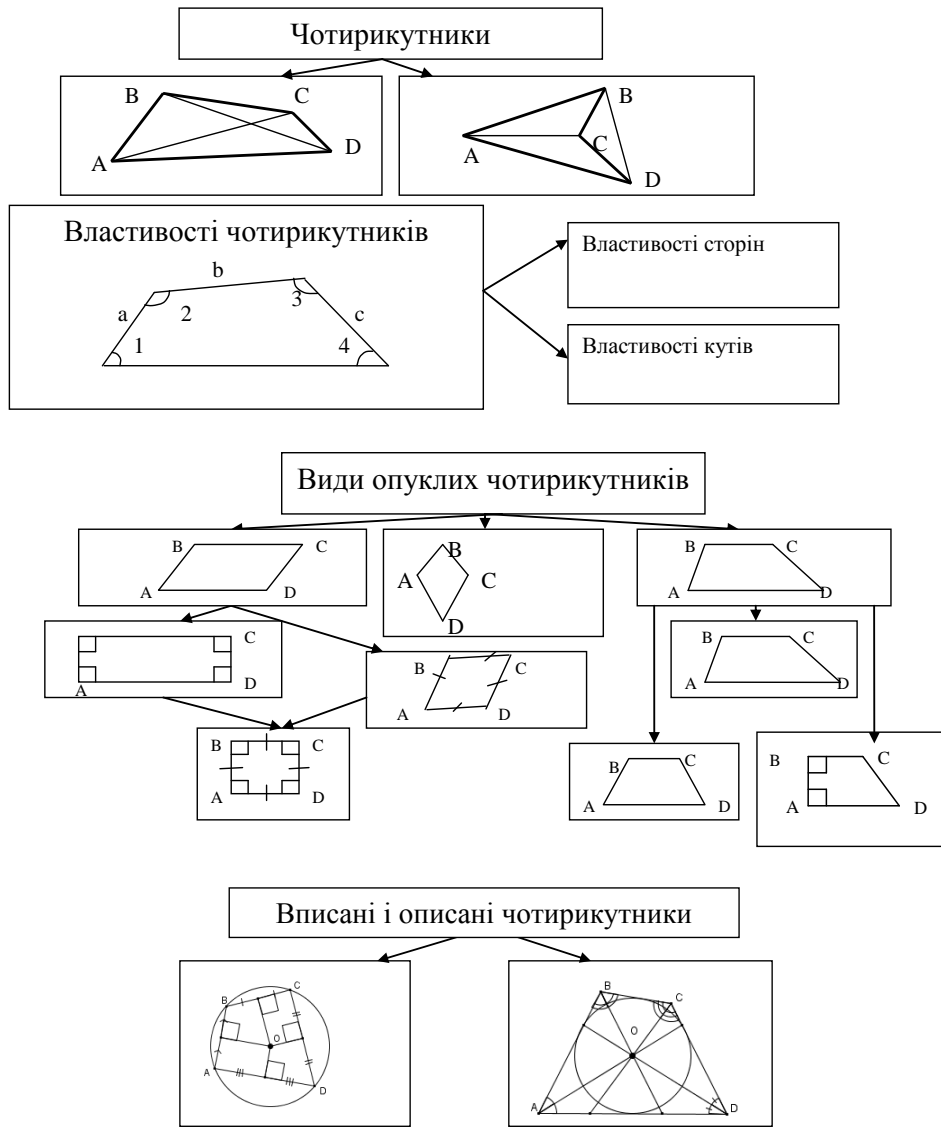 Чотирикутники
B
C
A
D
B
A
C
D
Властивості чотирикутників
b
a
2
3
c
1
4
Властивості сторін
Властивості кутів
Види опуклих чотирикутників
B
C
A
D
B
A
C
D
B
C
A
D
C
A
D
B
C
A
D
B
C
A
D
B
C
A
D
B
C
A
D
B
C
A
D
Вписані і описані чотирикутники
C
B
O
A
D
B
C
O
A
D